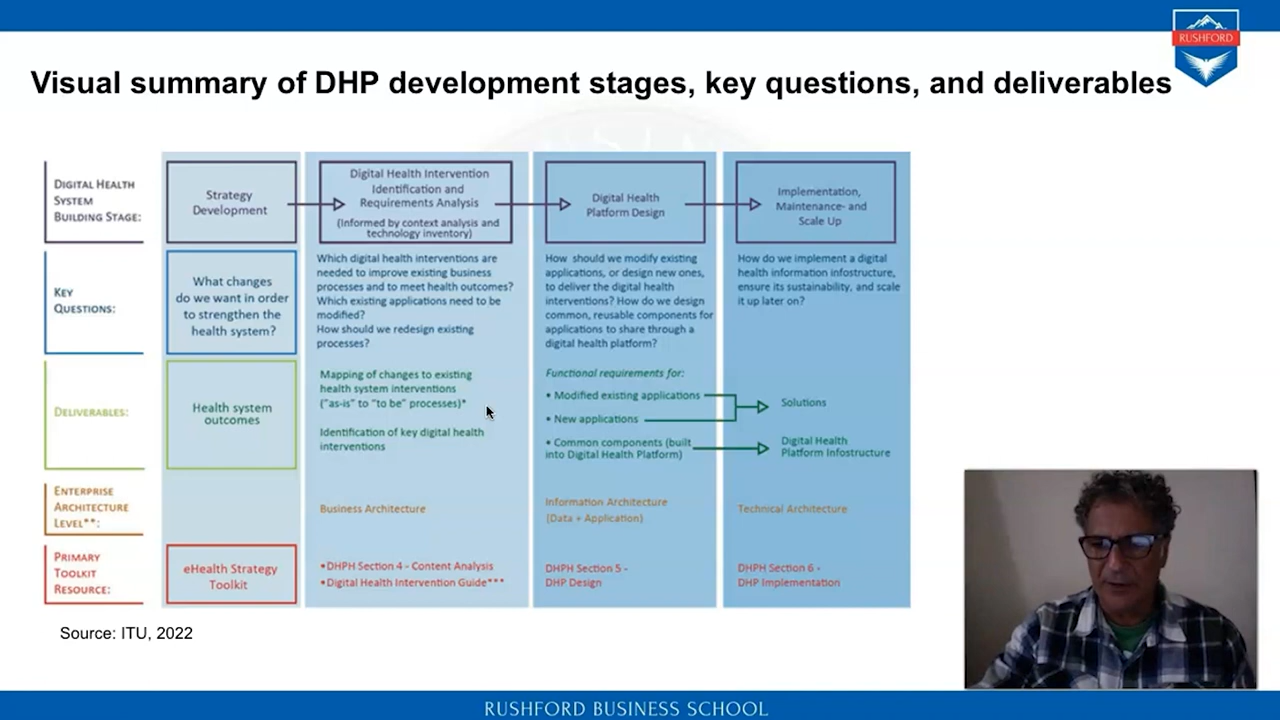 RUSHFORD
Visual summary of DHP development stages, key questions, and deliverables
DIGITAL HEALTH
SYSTEM
BUILDING STAGE:
Strategy
Development
Digital Health Intervention
Identification and
Requirements Analysis
(Informed by context analysis and
technology inventory)
Digital Health
Platform Design
Implementation,
Maintenance- and
Scale Up
KEY
QUESTIONS:
What changes
do we want in order
to strengthen the
health system?
Which digital health interventions are
needed to improve existing business
processes and to meet health outcomes?
Which existing applications need to be
modified?
How should we redesign existing
processes?
How should we modify existing
applications, or design new ones,
to deliver the digital health
interventions? How do we design
common, reusable components for
applications to share through a
digital health platform?
How do we implement a digital
health information infostructure,
ensure its sustainability, and scale
it up later on?
DELIVERABLES:
Health system
outcomes
Mapping of changes to existing
health system interventions
("as-is" to "to be" processes)*
Identification of key digital health
interventions
Functional requirements for:
• Modified existing applications
• New applications
• Common components (built
into Digital Health Platform)
Solutions
Digital Health
Platform Infostructure
ENTERPRISE
ARCHITECTURE
LEVEL**:
Business Architecture
Information Architecture
(Data + Application)
Technical Architecture
PRIMARY
TOOLKIT
RESOURCE:
eHealth Strategy
Toolkit
•DHPH Section 4 - Content Analysis
•Digital Health Intervention Guide***
DHPH Section 5 -
DHP Design
DHPH Section 6 -
DHP Implementation
Source: ITU, 2022
RUSHFORD BUSINESS SCHOOL